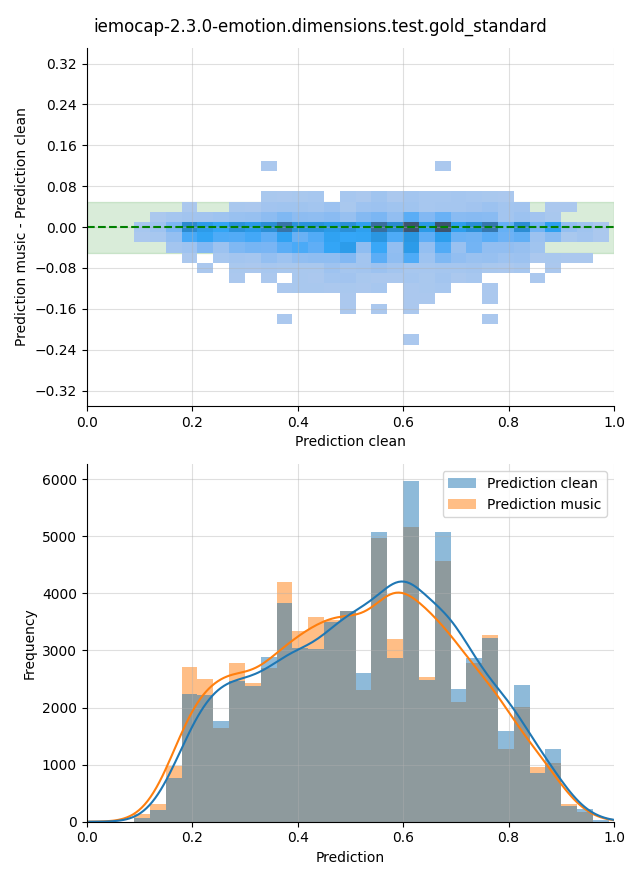 iemocap-2.3.0-emotion.dimensions.test.gold_standard
Prediction music - Prediction clean
0.32
0.24
0.16
0.08
0.00
−0.08
−0.16
−0.24
−0.32
0.0 0.2 0.4 0.6 0.8 1.0
Prediction clean
Frequency
6000
5000
4000
3000
2000
1000
0
Prediction clean
Prediction music
0.0 0.2 0.4 0.6 0.8 1.0
Prediction